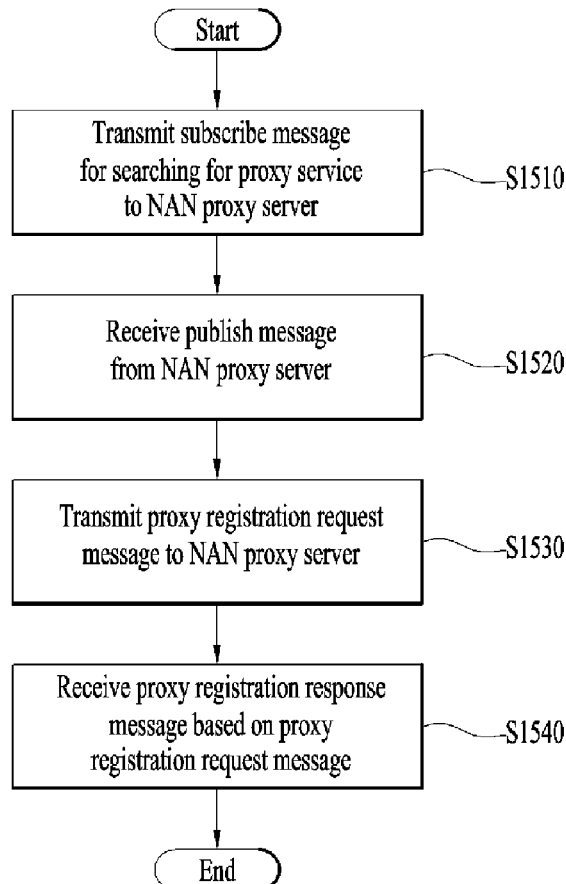 Start
Transmit subscribe message
for searching for proxy service
to NAN proxy server
S1510
Receive publish message
from NAN proxy server
S1520
Transmit proxy registration request
message to NAN proxy server
S1530
Receive proxy registration response
message based on proxy
registration request message
S1540
End